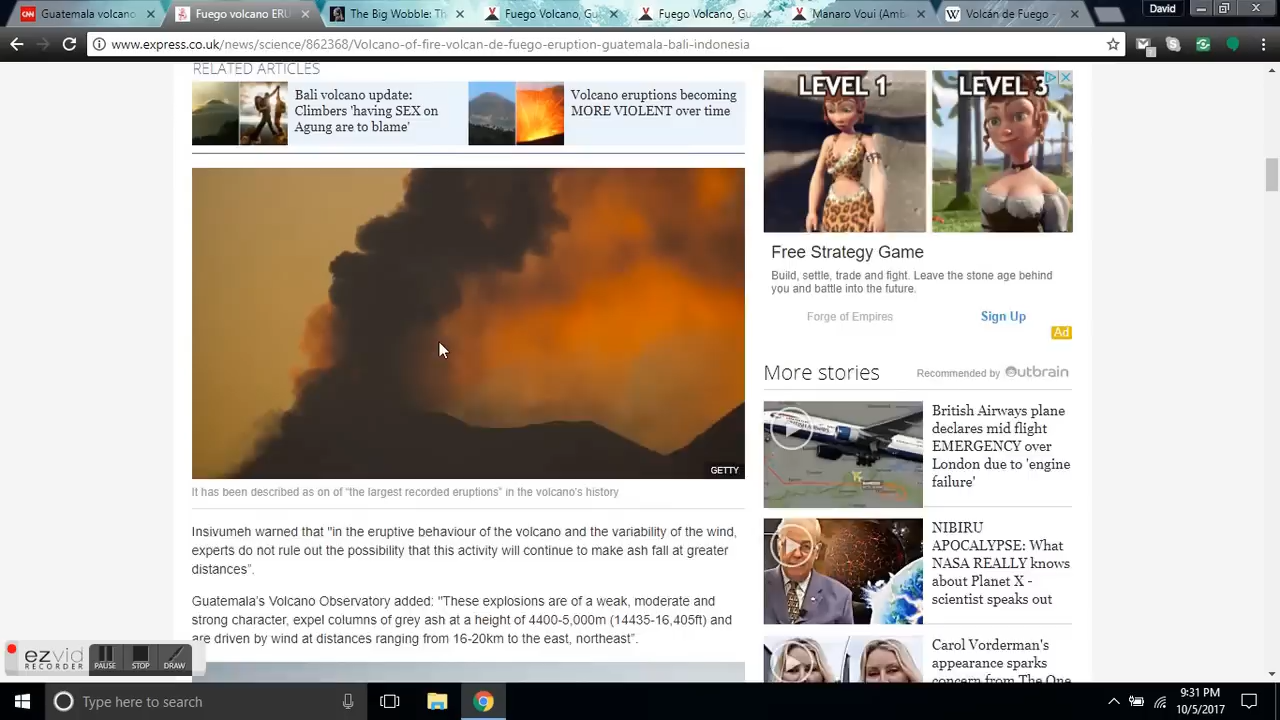 Guatemala volcano
Fuego volcano ERU
The Big Wobble: Th
Fuego Volcano, Gu
Fuego Volcano, Gu
Manaro Voui (Amb
Volcán de Fuego -
David
www.express.co.uk/news/science/862368/Volcano-of-fire-volcan-de-fuego-eruption-guatemala-bali-indonesia
RELATED ARTICLES
Bali volcano update:
Climbers 'having SEX on
Agung are to blame'
Volcano eruptions becoming
MORE VIOLENT over time
GETTY
It has been described as on of “the largest recorded eruptions” in the volcano's history
Insivumeh warned that "in the eruptive behaviour of the volcano and the variability of the wind,
experts do not rule out the possibility that this activity will continue to make ash fall at greater
distances”.
Guatemala’s Volcano Observatory added: "These explosions are of a weak, moderate and
strong character, expel columns of grey ash at a height of 4400-5,000m (14435-16,405ft) and
are driven by wind at distances ranging from 16-20km to the east, northeast”.
LEVEL 1
LEVEL 3
Free Strategy Game
Build, settle, trade and fight. Leave the stone age behind
you and battle into the future.
Forge of Empires
Sign Up
Ad
More stories
Recommended by Outbrain
British Airways plane
declares mid flight
EMERGENCY over
London due to 'engine
failure'
NIBIRU
APOCALYPSE: What
NASA REALLY knows
about Planet X -
scientist speaks out
Carol Vorderman's
appearance sparks
concern from The One
ezvid
RECORDER
PAUSE
STOP
DRAW
Type here to search
9:31 PM
10/5/2017